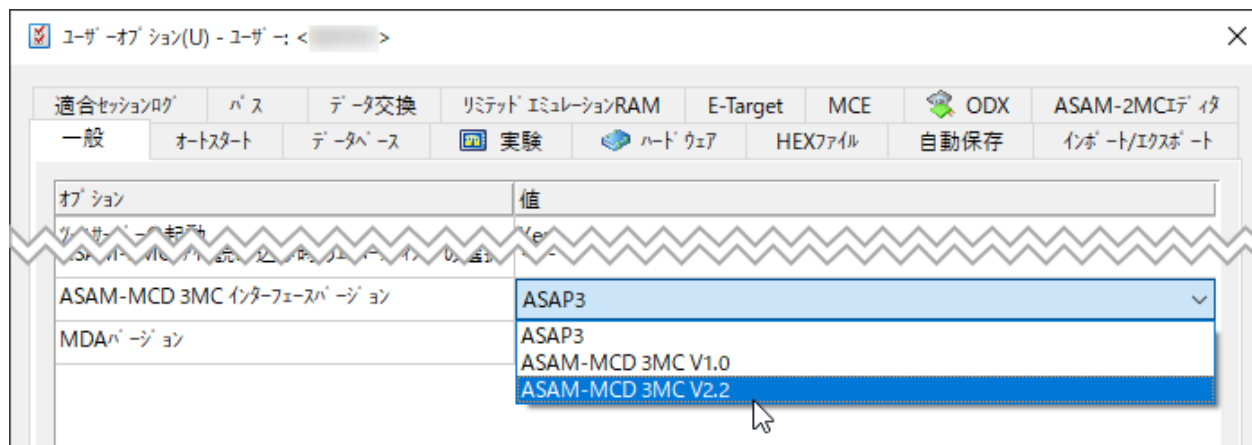 ﾕｰｻﾞｰｵﾌﾟｼｮﾝ(U) - ﾕｰｻﾞｰ: < >
適合ｾｯｼｮﾝﾛｸﾞ ﾊﾟｽ ﾃﾞｰﾀ交換 ﾘﾐﾃｯﾄﾞｴﾐｭﾚｰｼｮﾝRAM E-Target MCE ODX ASAM-2MCｴﾃﾞｨﾀ
一般 ｵｰﾄｽﾀｰﾄ ﾃﾞｰﾀﾍﾞｰｽ 実験 ﾊｰﾄﾞｳｪｱ HEXﾌｧｲﾙ 自動保存 ｲﾝﾎﾟｰﾄ/ｴｸｽﾎﾟｰﾄ
ｵﾌﾟｼｮﾝ 値
ASAM-MCD 3MC ｲﾝﾀｰﾌｪｰｽﾊﾞｰｼﾞｮﾝ ASAP3
MDAﾊﾞｰｼﾞｮﾝ ASAP3
ASAM-MCD 3MC V1.0
ASAM-MCD 3MC V2.2